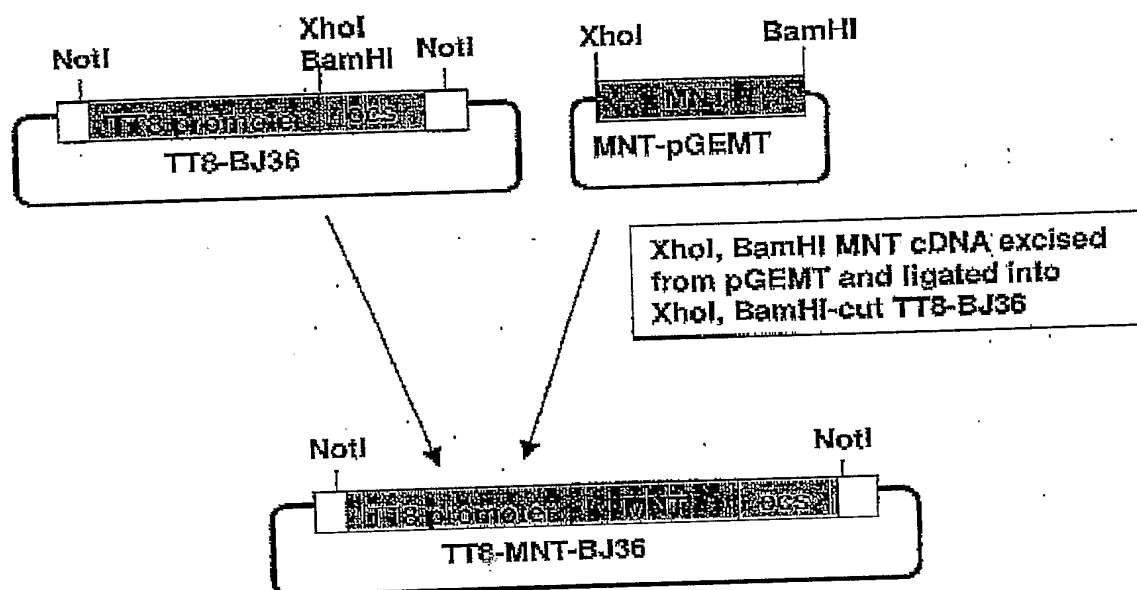 XhoI
NotI BamHI NotI
TT8 promoter ocs
TT8-BJ36
XhoI BamHI
MNT
MNT-pGEMT
XhoI, BamHI MNT cDNA excised
from pGEMT and ligated into
XhoI, BamHI-cut TT8-BJ36
NotI NotI
TT8 promoter MNT ocs
TT8-MNT-BJ36